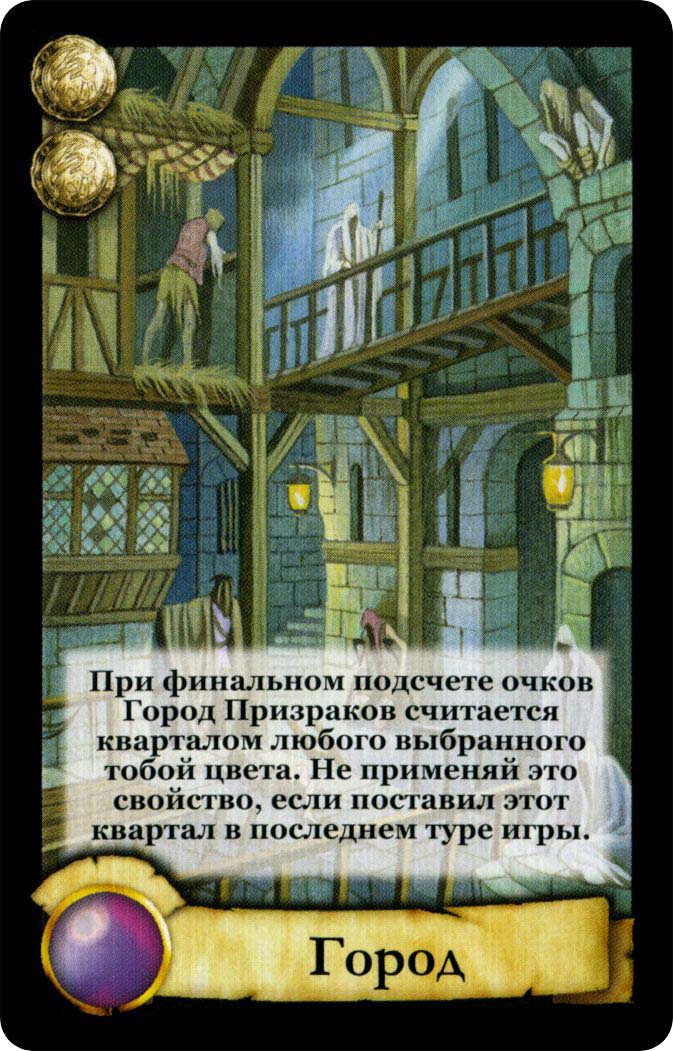 При финальном подсчете очков
Город Призраков считается
кварталом любого выбранного
тобой цвета. Не применяй это
свойство, если поставил этот
квартал в последнем туре игры.
Город